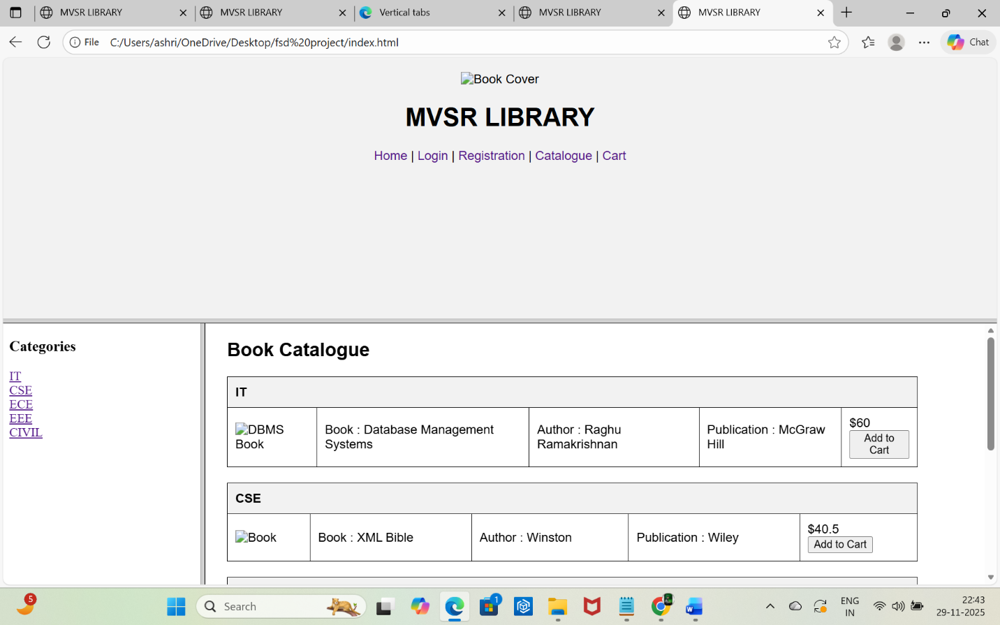 MVSR LIBRARY
MVSR LIBRARY
Vertical tabs
MVSR LIBRARY
MVSR LIBRARY
File C:/Users/ashri/OneDrive/Desktop/fsd%20project/index.html
Chat
Book Cover
MVSR LIBRARY
Home | Login | Registration | Catalogue | Cart
Categories
IT
CSE
ECE
EEE
CIVIL
Book Catalogue
IT
DBMS
Book
Book : Database Management
Systems
Author : Raghu
Ramakrishnan
Publication : McGraw
Hill
$60
Add to
Cart
CSE
Book
Book : XML Bible
Author : Winston
Publication : Wiley
$40.5
Add to Cart
5
Search
1
W
ENG
IN
22:43
29-11-2025